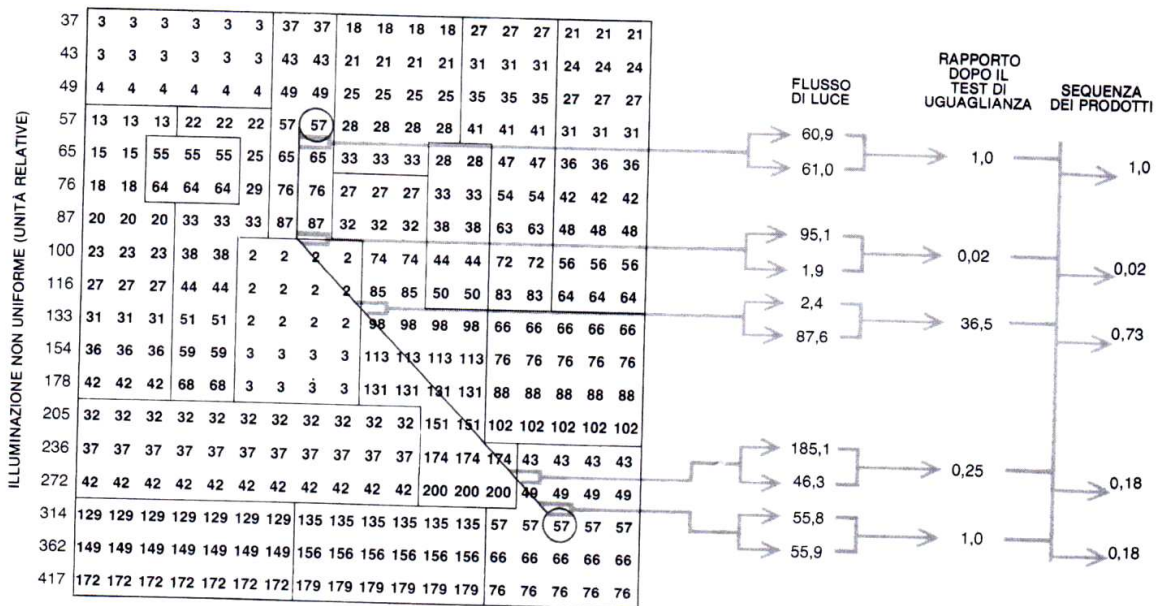 ILLUMINAZIONE NON UNIFORME (UNITÀ RELATIVE)
37 3 3 3 3 3 3 37 37 18 18 18 18 27 27 27 21 21 21
43 3 3 3 3 3 3 43 43 21 21 21 21 31 31 31 24 24 24
49 4 4 4 4 4 4 49 49 25 25 25 25 35 35 35 27 27 27
57 13 13 13 22 22 22 57 57 28 28 28 28 41 41 41 31 31 31
65 15 15 55 55 55 25 65 65 33 33 33 28 28 47 47 36 36 36
76 18 18 64 64 64 29 76 76 27 27 27 33 33 54 54 42 42 42
87 20 20 20 33 33 33 87 87 32 32 32 38 38 63 63 48 48 48
100 23 23 23 38 38 2 2 2 2 74 74 44 44 72 72 56 56 56
116 27 27 27 44 44 2 2 2 2 85 85 50 50 83 83 64 64 64
133 31 31 31 51 51 2 2 2 2 98 98 98 98 66 66 66 66 66
154 36 36 36 59 59 3 3 3 3 113 113 113 113 76 76 76 76 76
178 42 42 42 68 68 3 3 3 3 131 131 131 131 88 88 88 88 88
205 32 32 32 32 32 32 32 32 32 32 32 151 151 102 102 102 102 102
236 37 37 37 37 37 37 37 37 37 37 37 174 174 174 43 43 43 43
272 42 42 42 42 42 42 42 42 42 42 42 200 200 200 49 49 49 49
314 129 129 129 129 129 129 129 135 135 135 135 135 135 57 57 57 57 57
362 149 149 149 149 149 149 149 156 156 156 156 156 156 66 66 66 66 66
417 172 172 172 172 172 172 172 179 179 179 179 179 179 76 76 76 76 76
FLUSSO
DI LUCE
60,9
61,0
95,1
1,9
2,4
87,6
185,1
46,3
55,8
55,9
RAPPORTO
DOPO IL
TEST DI
UGUAGLIANZA
1,0
0,02
36,5
0,25
1,0
SEQUENZA
DEI PRODOTTI
1,0
0,02
0,73
0,18
0,18